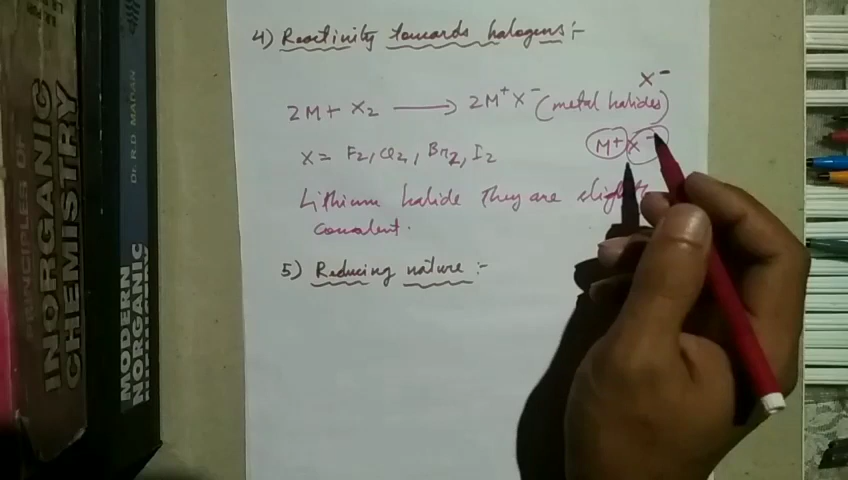 PRINCIPLES OF
INORGANIC
CHEMISTRY
MODERN
INORGANIC
Dr. R.D MADAN
4) Reactivity towards halogens :-
X⁻
2M + X₂ ⟶ 2M⁺X⁻ (metal halides)
M⁺X⁻
X = F₂, Cl₂, Br₂, I₂
Lithium halide They are slightly
covalent.
5) Reducing nature :-